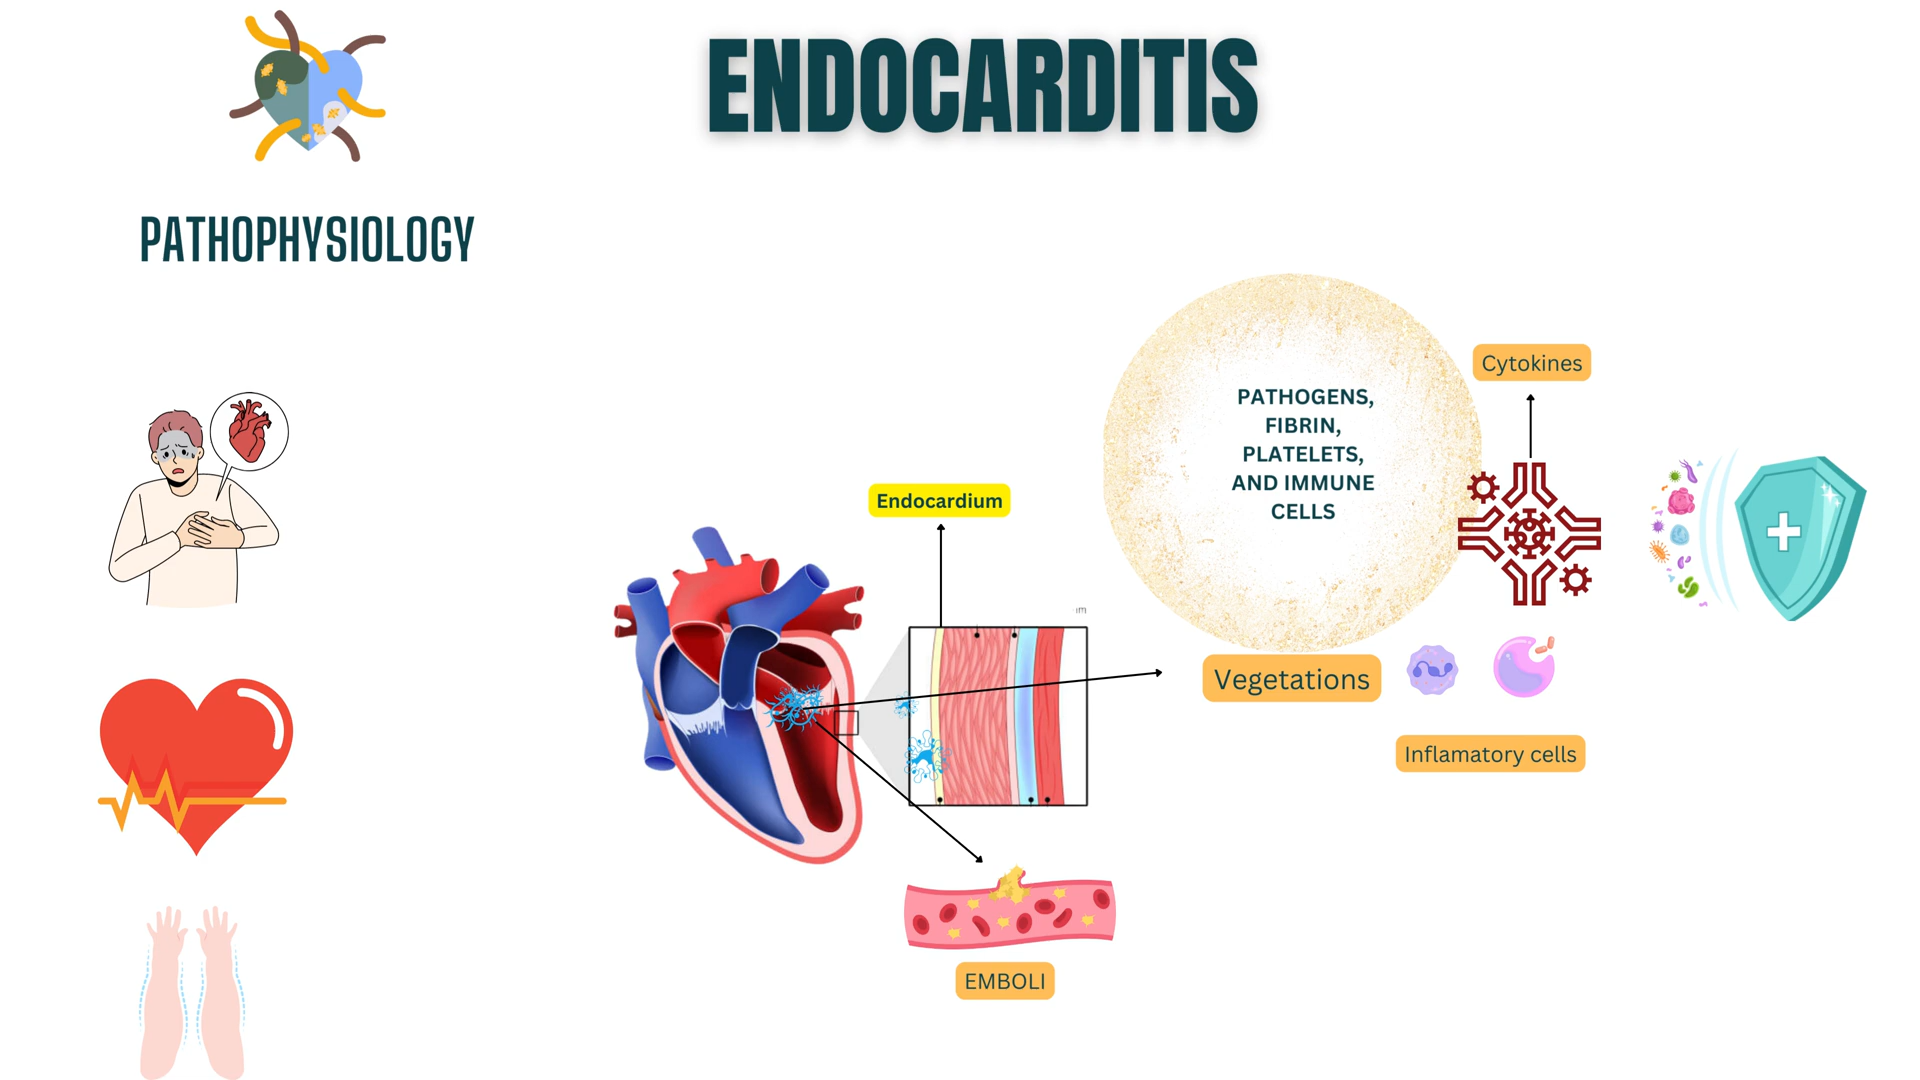 ENDOCARDITIS
PATHOPHYSIOLOGY
Cytokines
PATHOGENS,
FIBRIN,
PLATELETS,
AND IMMUNE
CELLS
Endocardium
Vegetations
Inflamatory cells
EMBOLI